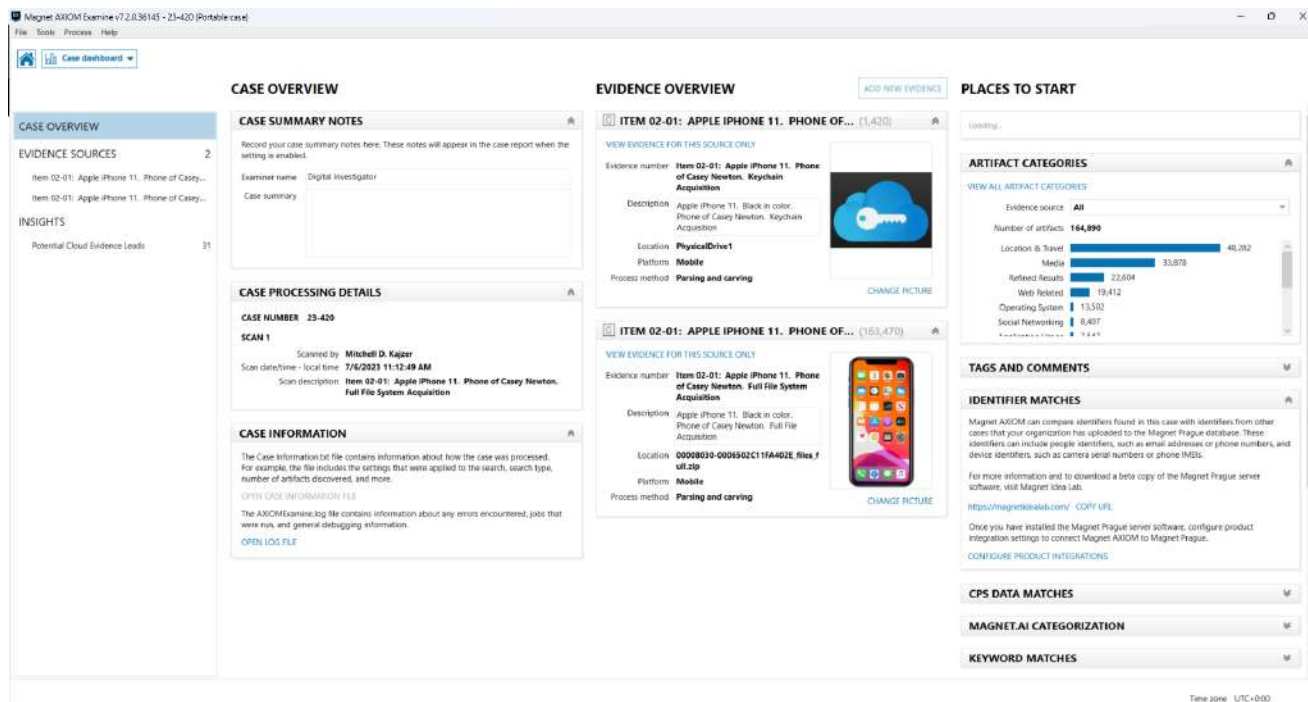 Magnet AXIOM Examine v7.2.0.36145 - 23-420 (Portable case)
File Tools Process Help
Case dashboard
CASE OVERVIEW
EVIDENCE SOURCES 2
Item 02-01: Apple iPhone 11. Phone of Casey...
Item 02-01: Apple iPhone 11. Phone of Casey...
INSIGHTS
Potential Cloud Evidence Leads 31
CASE OVERVIEW
CASE SUMMARY NOTES
Record your case summary notes here. These notes will appear in the case report when the
setting is enabled.
Examiner name Digital Investigator
Case summary
CASE PROCESSING DETAILS
CASE NUMBER 23-420
SCAN 1
Scanned by Mitchell D. Kajzer
Scan date/time - local time 7/6/2023 11:12:49 AM
Scan description Item 02-01: Apple iPhone 11. Phone of Casey Newton.
Full File System Acquisition
CASE INFORMATION
The Case Information.txt file contains information about how the case was processed.
For example, the file includes the settings that were applied to the search, search type,
number of artifacts discovered, and more.
OPEN CASE INFORMATION FILE
The AXIOMExamine.log file contains information about any errors encountered, jobs that
were run, and general debugging information.
OPEN LOG FILE
EVIDENCE OVERVIEW
ADD NEW EVIDENCE
ITEM 02-01: APPLE IPHONE 11. PHONE OF... (1,420)
VIEW EVIDENCE FOR THIS SOURCE ONLY
Evidence number Item 02-01: Apple iPhone 11. Phone
of Casey Newton. Keychain
Acquisition
Description Apple iPhone 11. Black in color.
Phone of Casey Newton. Keychain
Acquisition
Location PhysicalDrive1
Platform Mobile
Process method Parsing and carving
CHANGE PICTURE
ITEM 02-01: APPLE IPHONE 11. PHONE OF... (163,470)
VIEW EVIDENCE FOR THIS SOURCE ONLY
Evidence number Item 02-01: Apple iPhone 11. Phone
of Casey Newton. Full File System
Acquisition
Description Apple iPhone 11. Black in color.
Phone of Casey Newton. Full File
Acquisition
Location 00008030-0006502C11FA402E_files_f
ull.zip
Platform Mobile
Process method Parsing and carving
CHANGE PICTURE
PLACES TO START
Loading...
ARTIFACT CATEGORIES
VIEW ALL ARTIFACT CATEGORIES
Evidence source All
Number of artifacts 164,890
Location & Travel 48,282
Media 33,878
Refined Results 22,604
Web Related 19,412
Operating System 13,502
Social Networking 8,407
TAGS AND COMMENTS
IDENTIFIER MATCHES
Magnet AXIOM can compare identifiers found in this case with identifiers from other
cases that your organization has uploaded to the Magnet Prague database. These
identifiers can include people identifiers, such as email addresses or phone numbers, and
device identifiers, such as camera serial numbers or phone IMEIs.
For more information and to download a beta copy of the Magnet Prague server
software, visit Magnet Idea Lab.
https://magnetidealab.com/ COPY URL
Once you have installed the Magnet Prague server software, configure product
integration settings to connect Magnet AXIOM to Magnet Prague.
CONFIGURE PRODUCT INTEGRATIONS
CPS DATA MATCHES
MAGNET.AI CATEGORIZATION
KEYWORD MATCHES
Time zone UTC+0:00